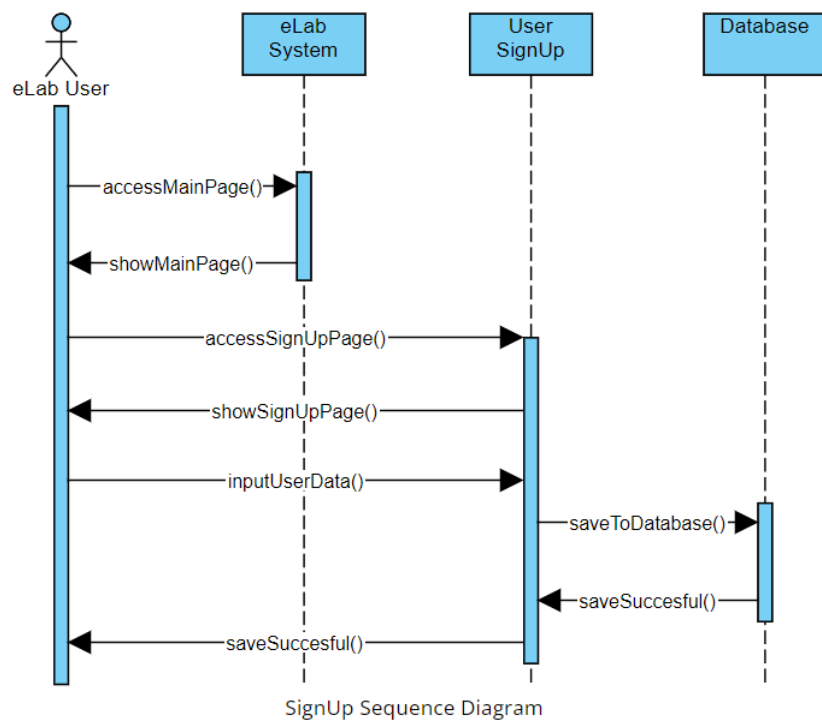 eLab
System
User
SignUp
Database
eLab User
accessMainPage()
showMainPage()
accessSignUpPage()
showSignUpPage()
inputUserData()
saveToDatabase()
saveSuccesful()
saveSuccesful()
SignUp Sequence Diagram